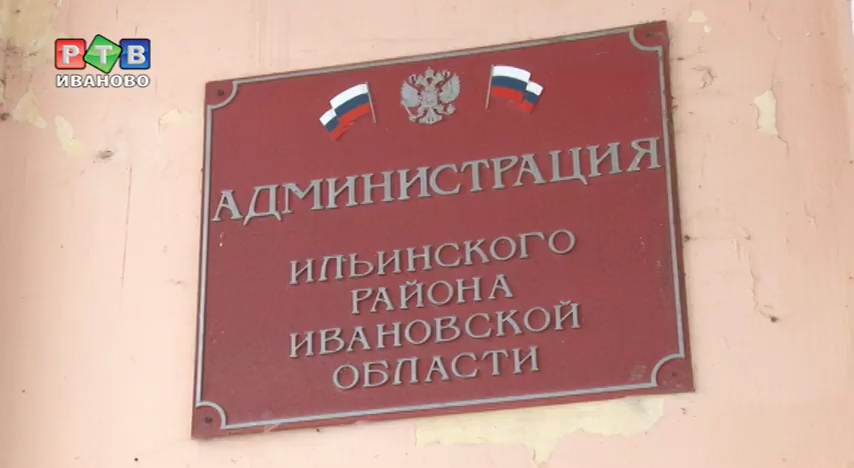 РТВ
ИВАНОВО
АДМИНИСТРАЦИЯ
ИЛЬИНСКОГО
РАЙОНА
ИВАНОВСКОЙ
ОБЛАСТИ